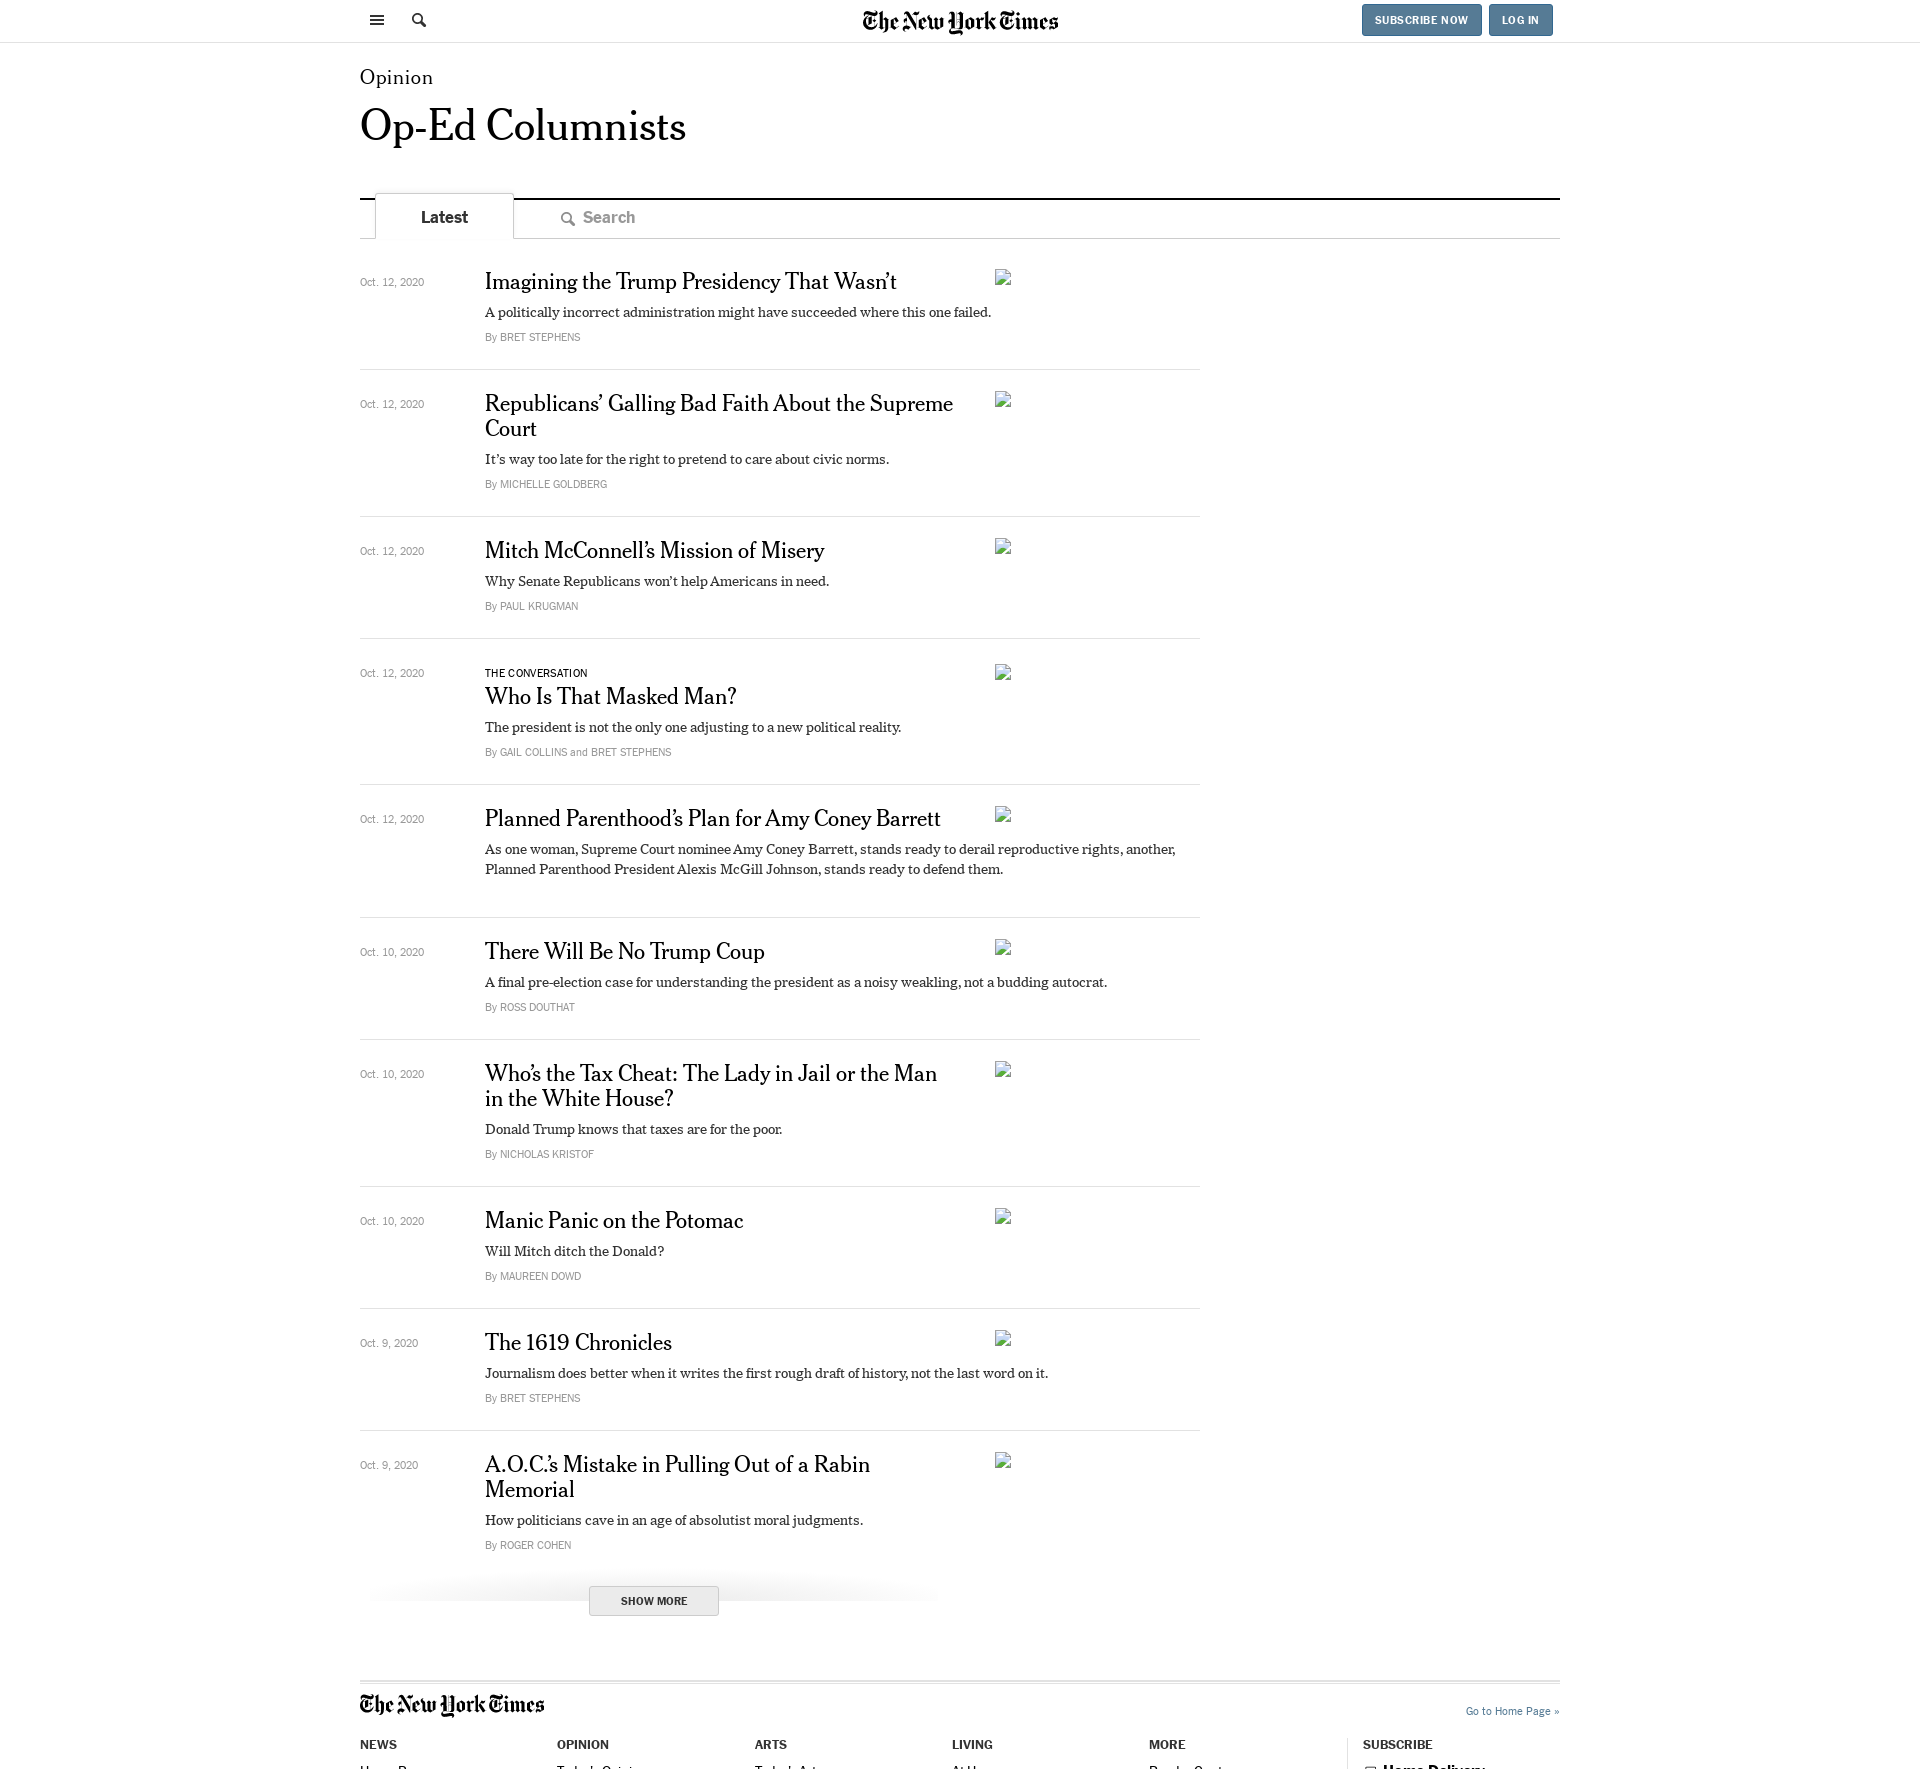 The New York Times
SUBSCRIBE NOW
LOG IN
Opinion
Op-Ed Columnists
Latest
Search
Oct. 12, 2020
Imagining the Trump Presidency That Wasn’t
A politically incorrect administration might have succeeded where this one failed.
By BRET STEPHENS
Oct. 12, 2020
Republicans’ Galling Bad Faith About the Supreme
Court
It’s way too late for the right to pretend to care about civic norms.
By MICHELLE GOLDBERG
Oct. 12, 2020
Mitch McConnell’s Mission of Misery
Why Senate Republicans won’t help Americans in need.
By PAUL KRUGMAN
Oct. 12, 2020
THE CONVERSATION
Who Is That Masked Man?
The president is not the only one adjusting to a new political reality.
By GAIL COLLINS and BRET STEPHENS
Oct. 12, 2020
Planned Parenthood’s Plan for Amy Coney Barrett
As one woman, Supreme Court nominee Amy Coney Barrett, stands ready to derail reproductive rights, another,
Planned Parenthood President Alexis McGill Johnson, stands ready to defend them.
Oct. 10, 2020
There Will Be No Trump Coup
A final pre-election case for understanding the president as a noisy weakling, not a budding autocrat.
By ROSS DOUTHAT
Oct. 10, 2020
Who’s the Tax Cheat: The Lady in Jail or the Man
in the White House?
Donald Trump knows that taxes are for the poor.
By NICHOLAS KRISTOF
Oct. 10, 2020
Manic Panic on the Potomac
Will Mitch ditch the Donald?
By MAUREEN DOWD
Oct. 9, 2020
The 1619 Chronicles
Journalism does better when it writes the first rough draft of history, not the last word on it.
By BRET STEPHENS
Oct. 9, 2020
A.O.C.’s Mistake in Pulling Out of a Rabin
Memorial
How politicians cave in an age of absolutist moral judgments.
By ROGER COHEN
SHOW MORE
The New York Times
Go to Home Page »
NEWS
OPINION
ARTS
LIVING
MORE
SUBSCRIBE
Home Delivery